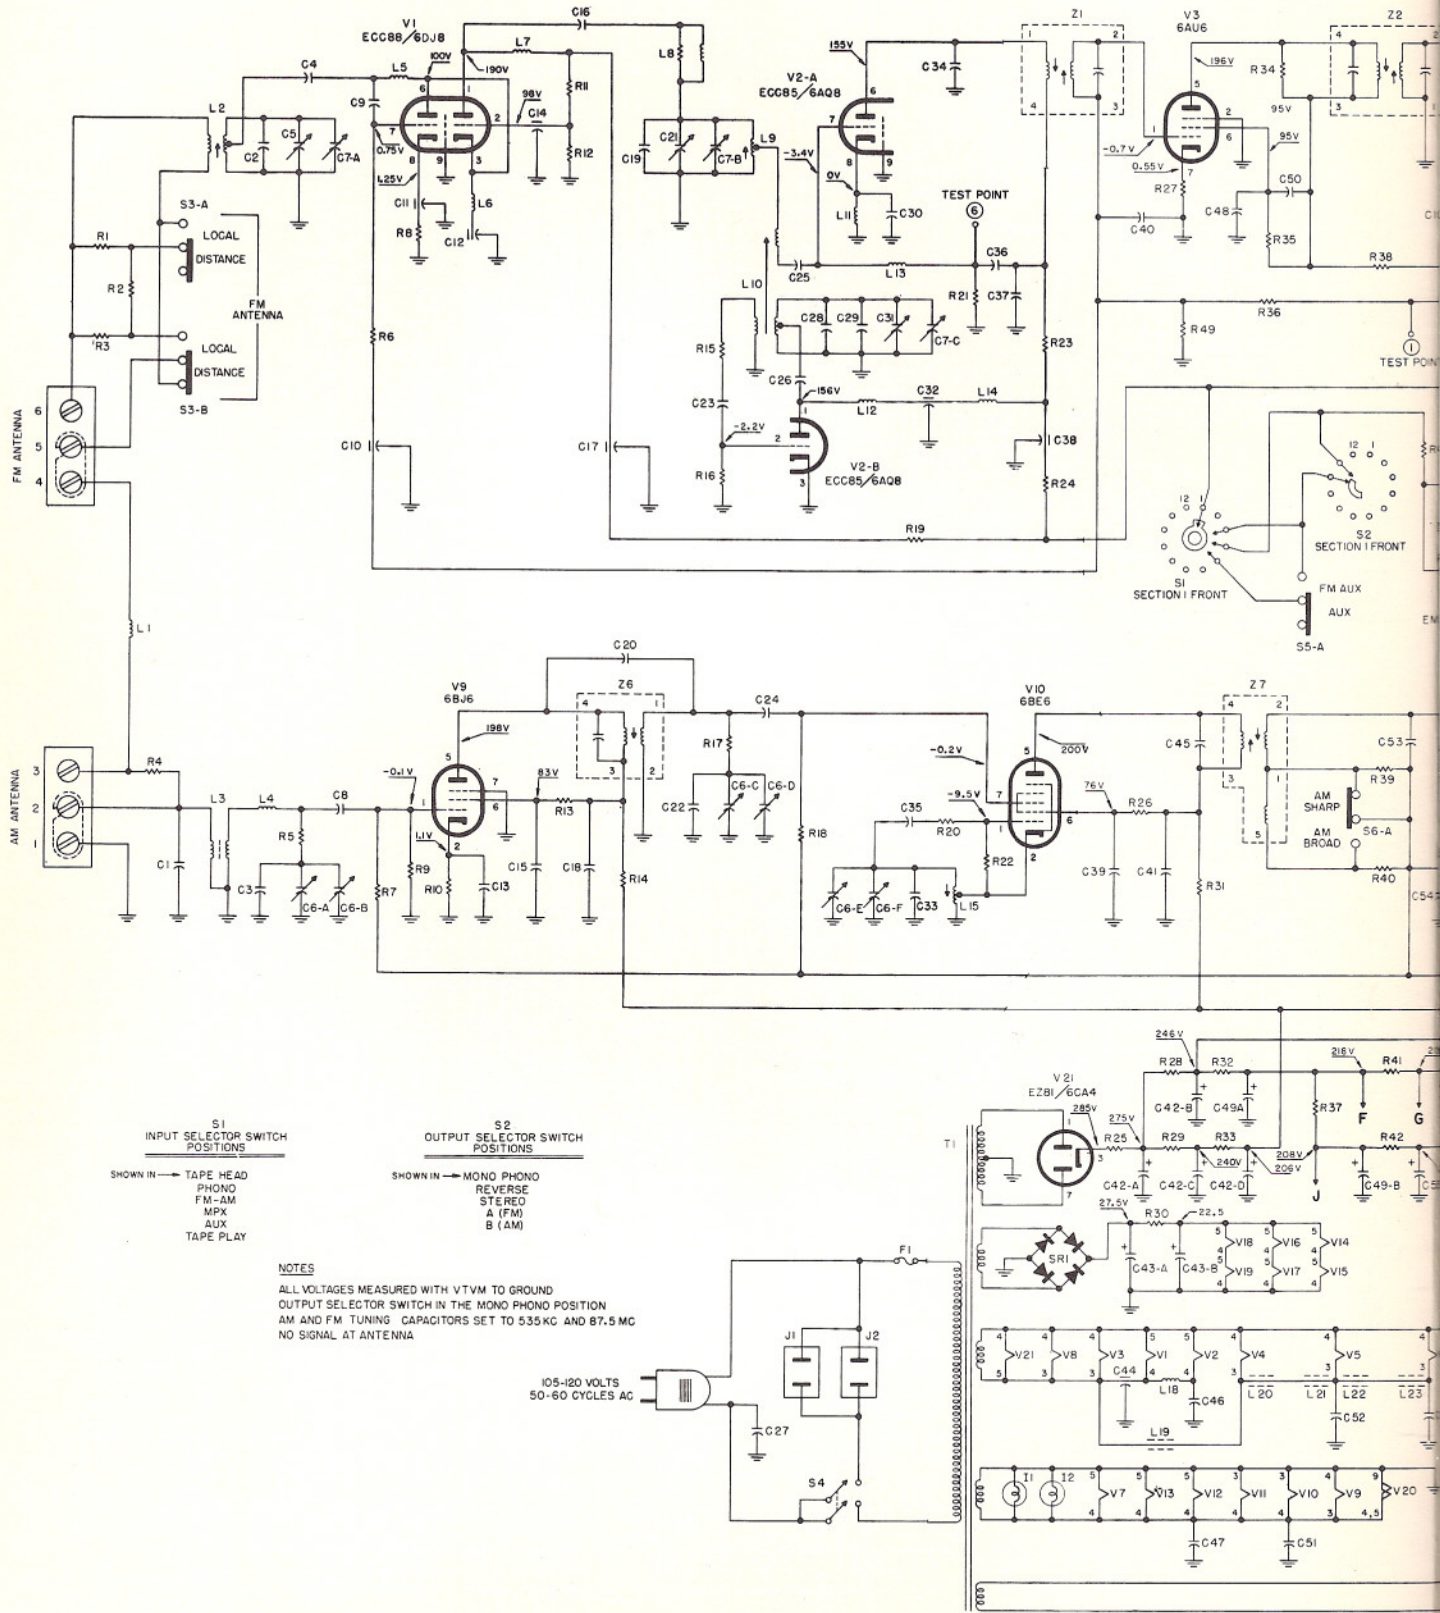 C16
V1
ECC88/6DJ8
L7
L8
Z1
V3
6AU6
Z2
C4
L5
100V
190V
155V
V2-A
ECC85/6AQ8
C34
196V
R34
R11
98V
C14
C9
L2
C5
C2
C7-A
0.75V
1.25V
R12
C19
C21
C7-B
L9
-3.4V
0V
95V
95V
-0.7V
0.55V
R27
C50
C48
C40
R35
R38
C11
R8
L6
C12
L11
C30
TEST POINT
6
S3-A
LOCAL
DISTANCE
R1
R2
R3
FM
ANTENNA
LOCAL
DISTANCE
S3-B
C25
L13
C36
R21
C37
L10
R36
R49
1
TEST POIN
R6
R15
C28
C29
C31
C7-C
R23
C26
156V
C32
L14
L12
C23
-2.2V
C38
FM ANTENNA
6
5
4
C10
C17
R16
V2-B
ECC85/6AQ8
R24
R19
12 1
S2
SECTION 1 FRONT
12 1
S1
SECTION 1 FRONT
FM AUX
AUX
S5-A
EM
L1
C20
V9
6BJ6
Z6
C24
V10
6BE6
Z7
198V
R17
-0.2V
200V
C45
C53
AM ANTENNA
3
2
1
R4
-0.1V
83V
R13
C22
C6-C
C6-D
-9.5V
76V
R26
R39
AM
SHARP
S6-A
AM
BROAD
L3
L4
C8
R5
1.1V
R18
C35
R20
R22
R40
C1
C3
C6-A
C6-B
R7
R9
R10
C13
C15
C18
R14
C6-E
C6-F
C33
L15
C39
C41
R31
C54
246V
R28
R32
218V
R41
V21
EZ81/6CA4
285V
275V
C42-B
C49A
R37
F
G
T1
R25
R29
R33
R42
240V
206V
208V
C42-A
C42-C
C42-D
J
C49-B
27.5V
R30
22.5
SR1
C43-A
C43-B
V18
V16
V14
V19
V17
V15
S1
INPUT SELECTOR SWITCH
POSITIONS
SHOWN IN → TAPE HEAD
PHONO
FM-AM
MPX
AUX
TAPE PLAY
S2
OUTPUT SELECTOR SWITCH
POSITIONS
SHOWN IN → MONO PHONO
REVERSE
STEREO
A (FM)
B (AM)
NOTES
ALL VOLTAGES MEASURED WITH VTVM TO GROUND
OUTPUT SELECTOR SWITCH IN THE MONO PHONO POSITION
AM AND FM TUNING CAPACITORS SET TO 535KC AND 87.5 MC
NO SIGNAL AT ANTENNA
F1
J1
J2
105-120 VOLTS
50-60 CYCLES AC
C27
S4
V21
V8
V3
V1
V2
V4
V5
C44
L18
C46
L20
L21
L22
L23
L19
C52
I1
I2
V7
V13
V12
V11
V10
V9
V20
4,5
C47
C51